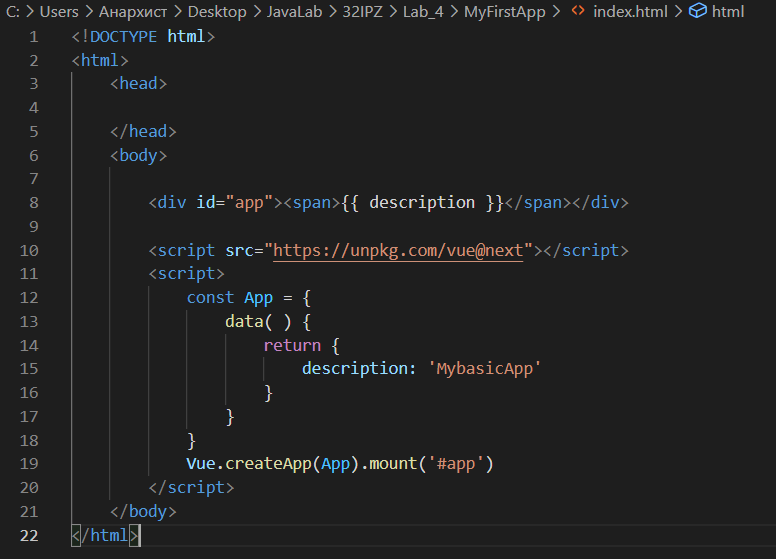 C: > Users > Анархист > Desktop > JavaLab > 32IPZ > Lab_4 > MyFirstApp > <> index.html > html
1 <!DOCTYPE html>
2 <html>
3     <head>
4
5     </head>
6     <body>
7
8         <div id="app"><span>{{ description }}</span></div>
9
10         <script src="https://unpkg.com/vue@next"></script>
11         <script>
12             const App = {
13                 data( ) {
14                     return {
15                         description: 'MybasicApp'
16                     }
17                 }
18             }
19             Vue.createApp(App).mount('#app')
20         </script>
21     </body>
22 </html>